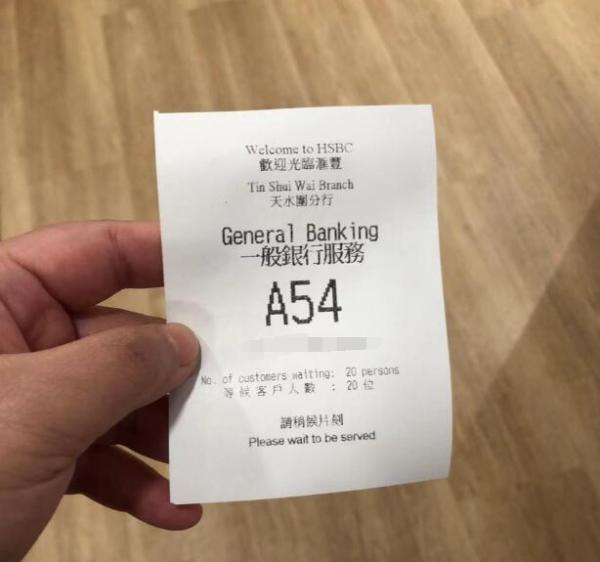 Welcome to HSBC
歡迎光臨滙豐
Tin Shui Wai Branch
天水圍分行
General Banking
一般銀行服務
A54
No. of customers waiting: 20 persons
等候客戶人數 : 20 位
請稍候片刻
Please wait to be served